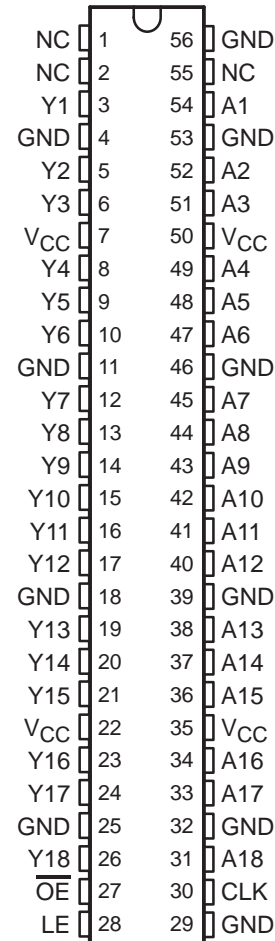 NC 1 56 GND
NC 2 55 NC
Y1 3 54 A1
GND 4 53 GND
Y2 5 52 A2
Y3 6 51 A3
VCC 7 50 VCC
Y4 8 49 A4
Y5 9 48 A5
Y6 10 47 A6
GND 11 46 GND
Y7 12 45 A7
Y8 13 44 A8
Y9 14 43 A9
Y10 15 42 A10
Y11 16 41 A11
Y12 17 40 A12
GND 18 39 GND
Y13 19 38 A13
Y14 20 37 A14
Y15 21 36 A15
VCC 22 35 VCC
Y16 23 34 A16
Y17 24 33 A17
GND 25 32 GND
Y18 26 31 A18
O̅E̅ 27 30 CLK
LE 28 29 GND